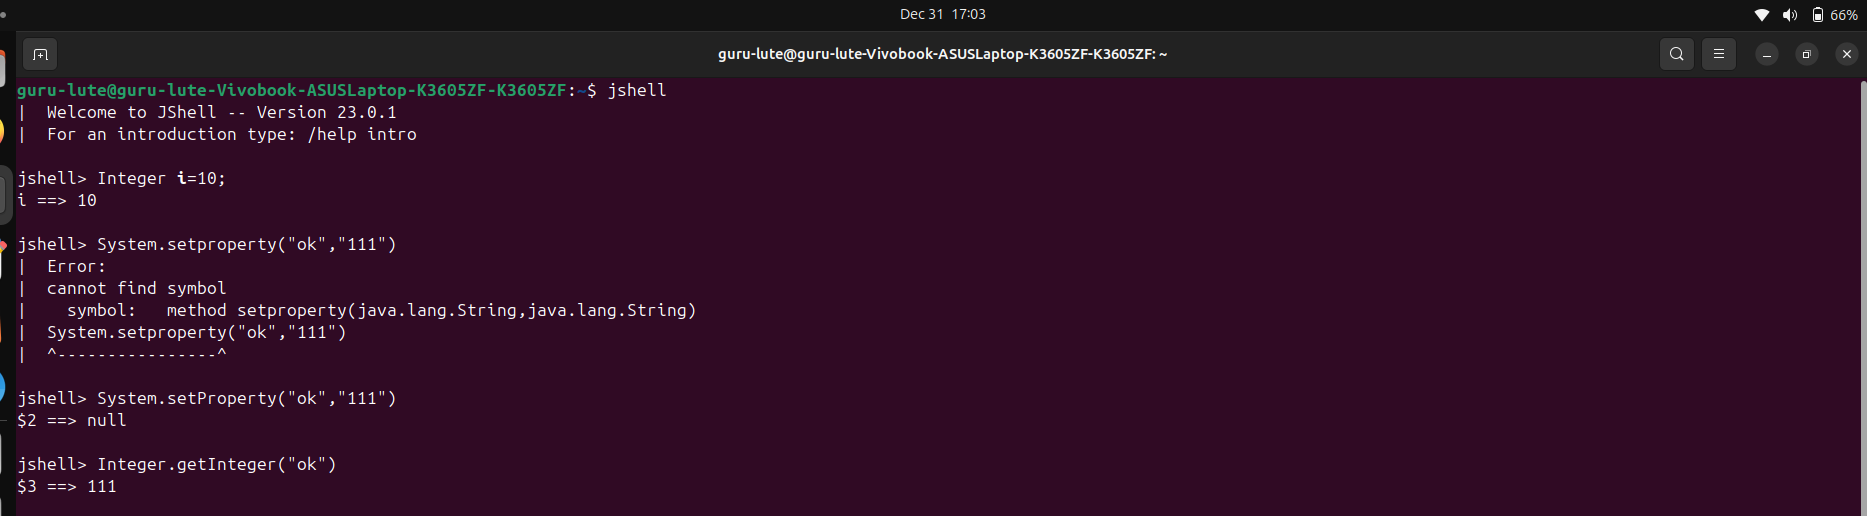 Dec 31 17:03
66%
guru-lute@guru-lute-Vivobook-ASUSLaptop-K3605ZF-K3605ZF: ~
guru-lute@guru-lute-Vivobook-ASUSLaptop-K3605ZF-K3605ZF:~$ jshell
|  Welcome to JShell -- Version 23.0.1
|  For an introduction type: /help intro
jshell> Integer i=10;
i ==> 10
jshell> System.setproperty("ok","111")
|  Error:
|  cannot find symbol
|    symbol:   method setproperty(java.lang.String,java.lang.String)
|  System.setproperty("ok","111")
|  ^----------------^
jshell> System.setProperty("ok","111")
$2 ==> null
jshell> Integer.getInteger("ok")
$3 ==> 111